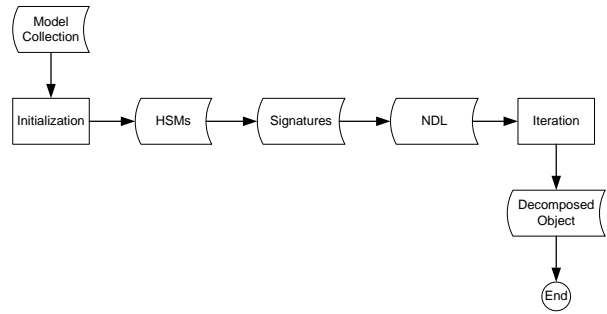 Model
Collection
Initialization
HSMs
Signatures
NDL
Iteration
Decomposed
Object
End